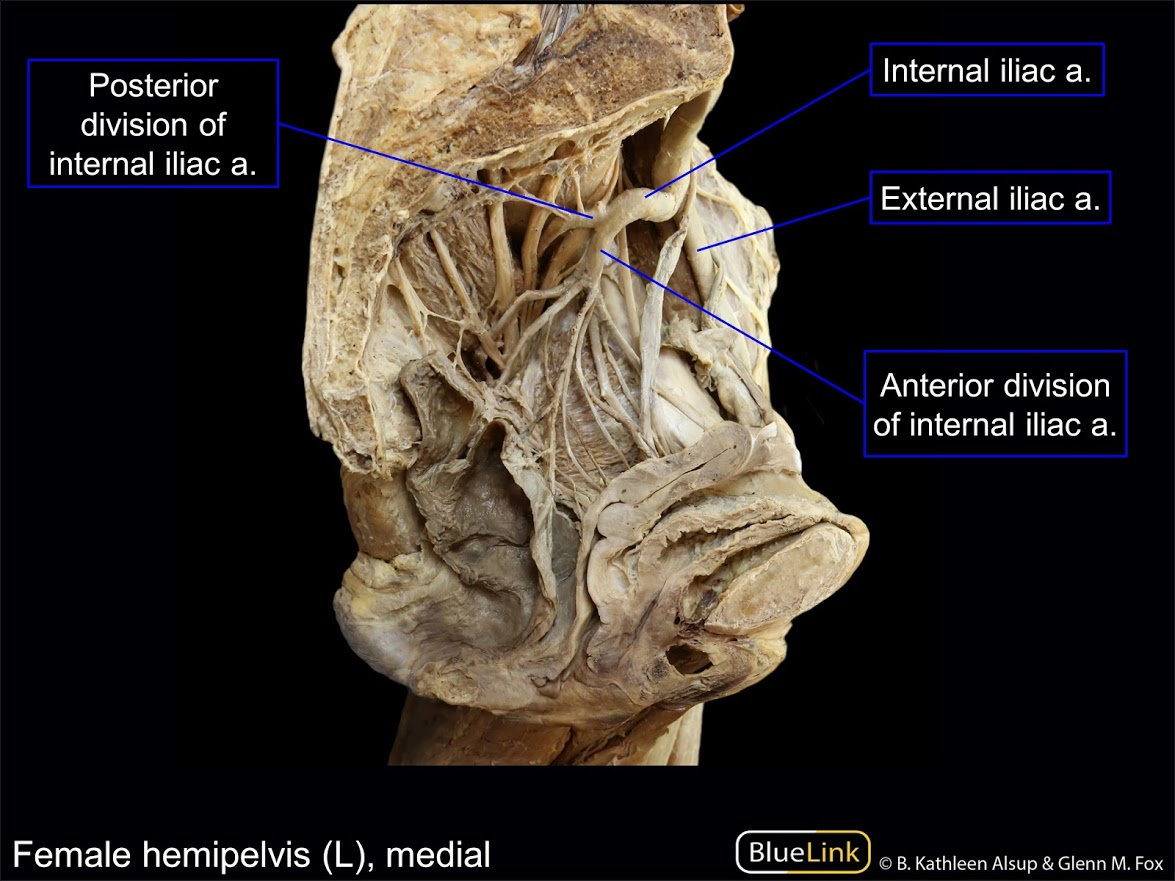 Posterior
division of
internal iliac a.
Internal iliac a.
External iliac a.
Anterior division
of internal iliac a.
Female hemipelvis (L), medial
BlueLink
© B. Kathleen Alsup & Glenn M. Fox